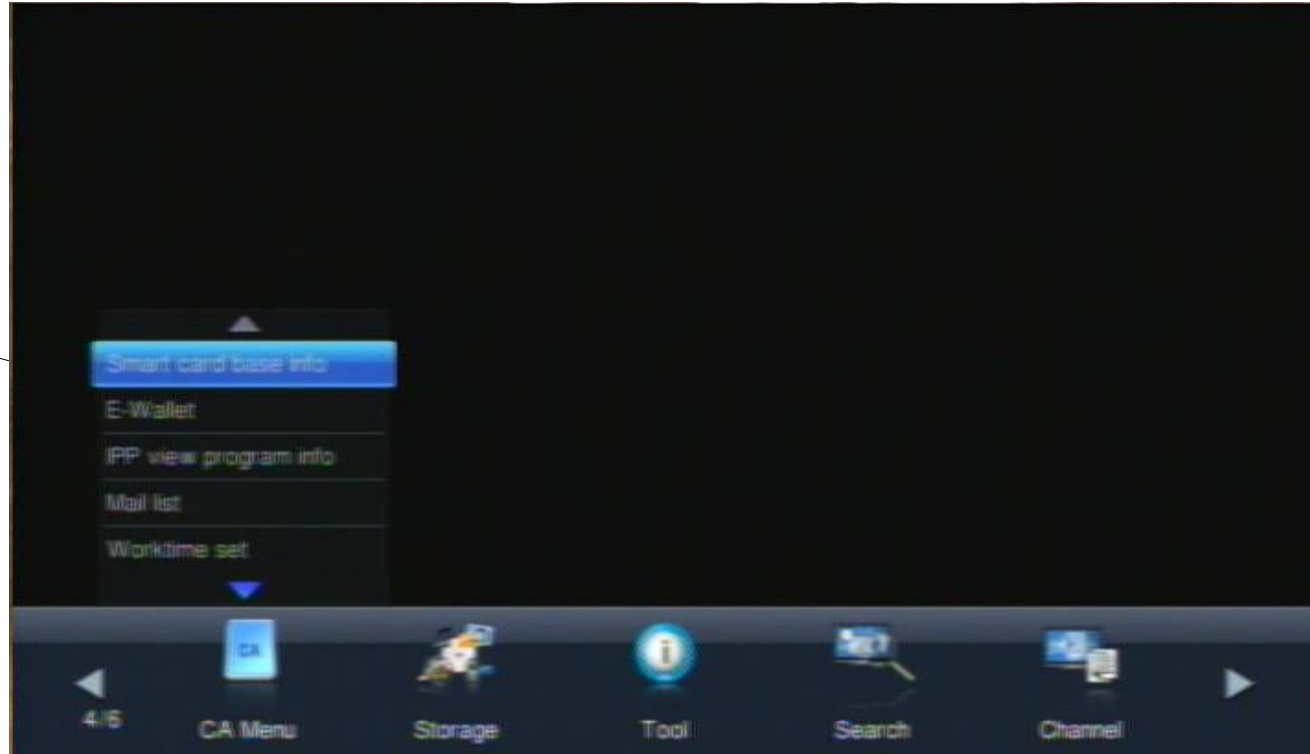 Smart card base info
E-Wallet
IPP view program info
Mail list
Worktime set
CA
4/6
CA Menu
Storage
Tool
Search
Channel